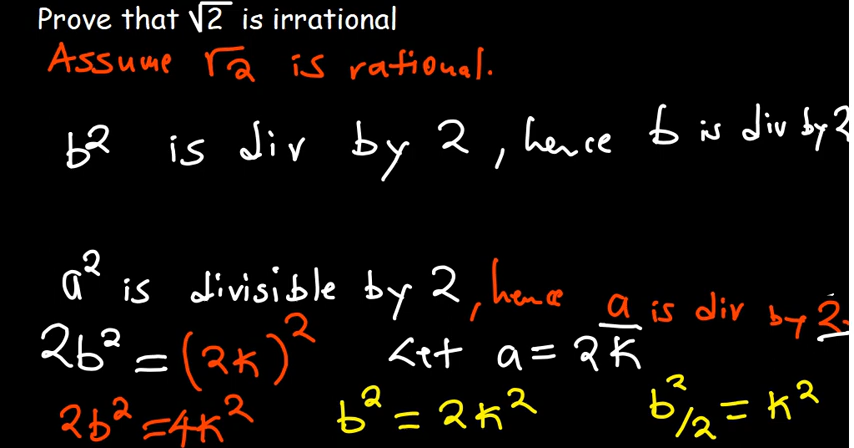 Prove that √2 is irrational
Assume √2 is rational.
b² is div by 2, hence b is div by 2
a² is divisible by 2, hence a is div by 2
2b² = (2k)² Let a = 2k
2b² = 4k² b² = 2k² b²/2 = k²